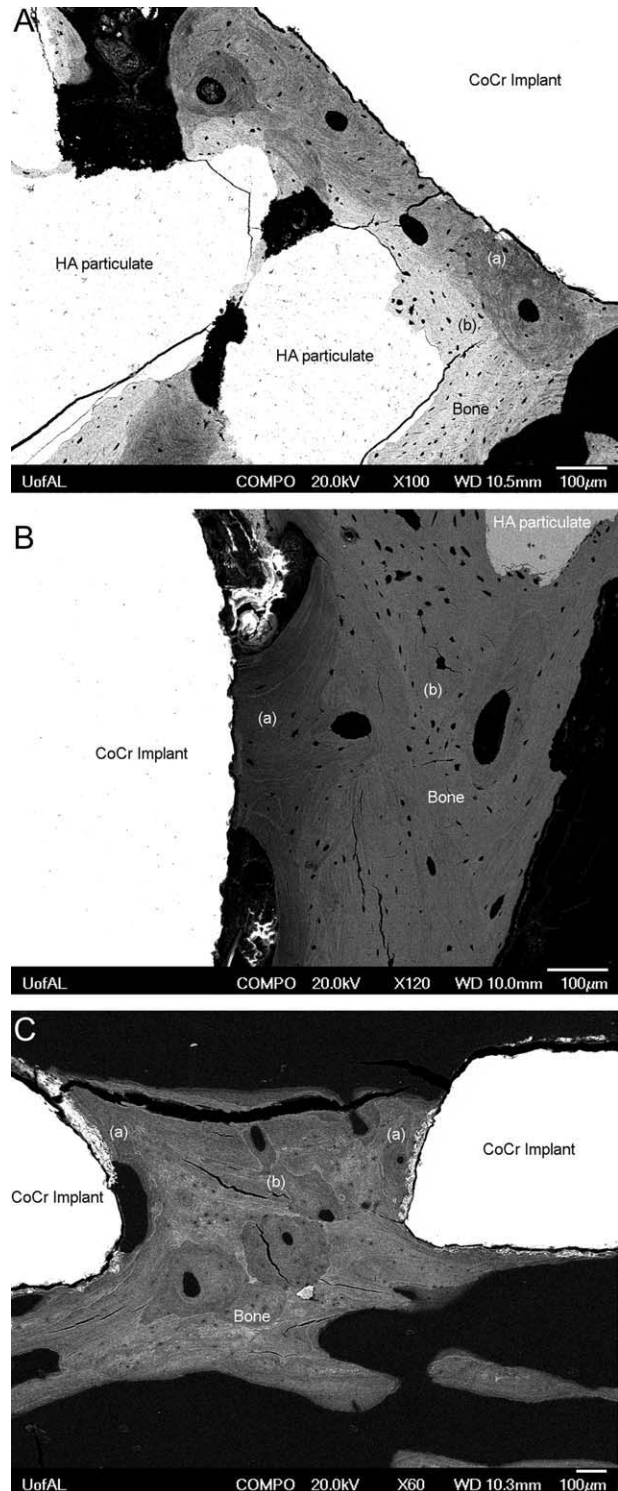 A
CoCr Implant
HA particulate
(a)
HA particulate
(b)
Bone
UofAL COMPO 20.0kV X100 WD 10.5mm 100µm
B
HA particulate
(b)
(a)
CoCr Implant
Bone
UofAL COMPO 20.0kV X120 WD 10.0mm 100µm
C
(a)
(a)
(b)
CoCr Implant
CoCr Implant
Bone
UofAL COMPO 20.0kV X60 WD 10.3mm 100µm